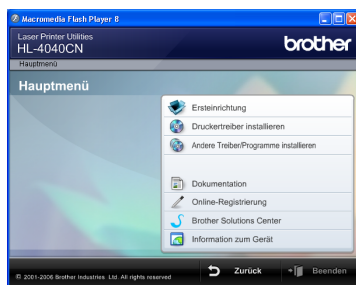 Macromedia Flash Player 8
Laser Printer Utilities
HL-4040CN
brother
Hauptmenü
Hauptmenü
Ersteinrichtung
Druckertreiber installieren
Andere Treiber/Programme installieren
Dokumentation
Online-Registrierung
Brother Solutions Center
Information zum Gerät
© 2001-2006 Brother Industries Ltd. All rights reserved
Zurück
Beenden